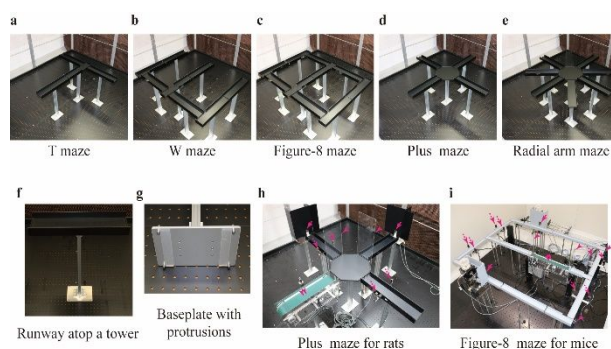 a
b
c
d
e
T maze
W maze
Figure-8 maze
Plus maze
Radial arm maze
f
g
h
i
Runway atop a tower
Baseplate with
protrusions
Plus maze for rats
Figure-8 maze for mice